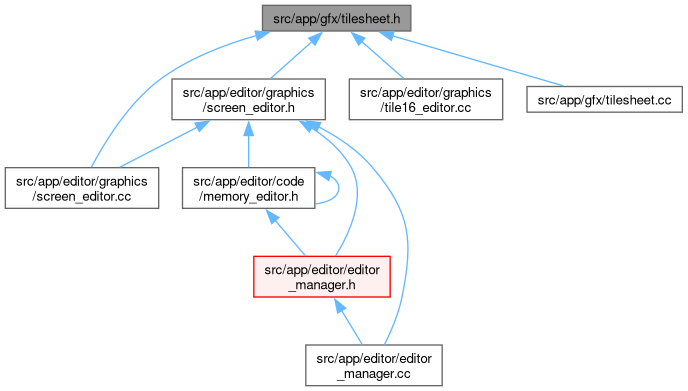 src/app/gfx/tilesheet.h
src/app/editor/graphics
/screen_editor.h
src/app/editor/graphics
/tile16_editor.cc
src/app/gfx/tilesheet.cc
src/app/editor/graphics
/screen_editor.cc
src/app/editor/code
/memory_editor.h
src/app/editor/editor
_manager.h
src/app/editor/editor
_manager.cc